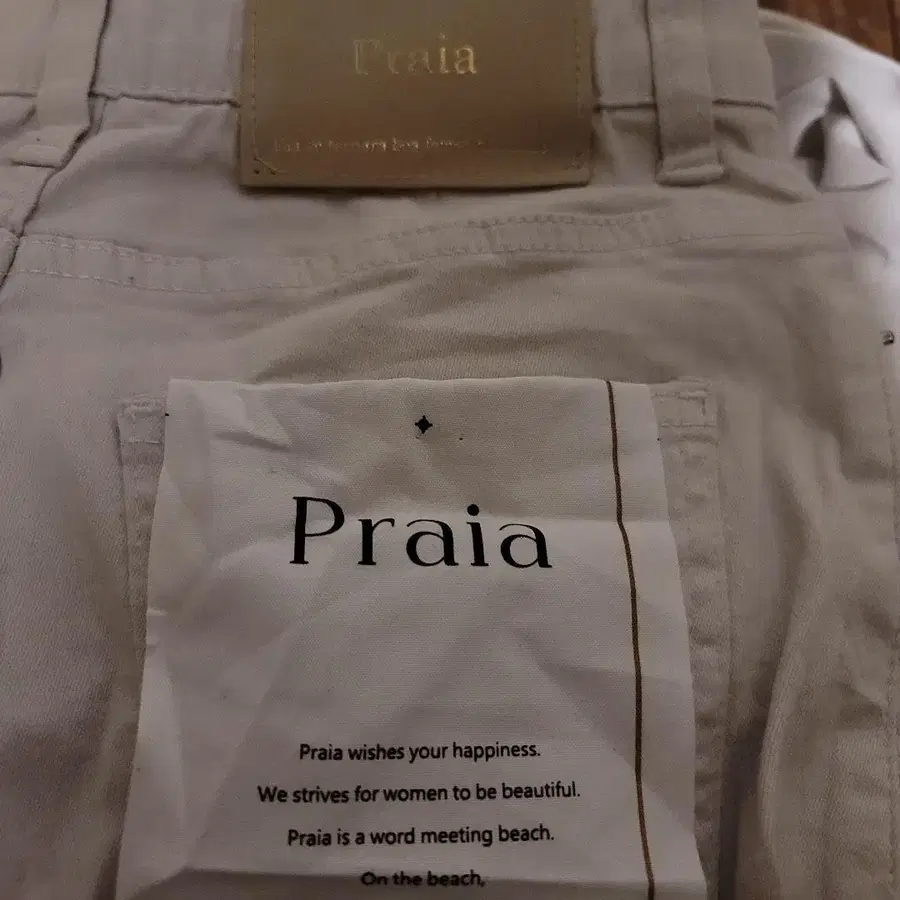 Praia
Praia
Praia wishes your happiness.
We strives for women to be beautiful.
Praia is a word meeting beach.
On the beach,